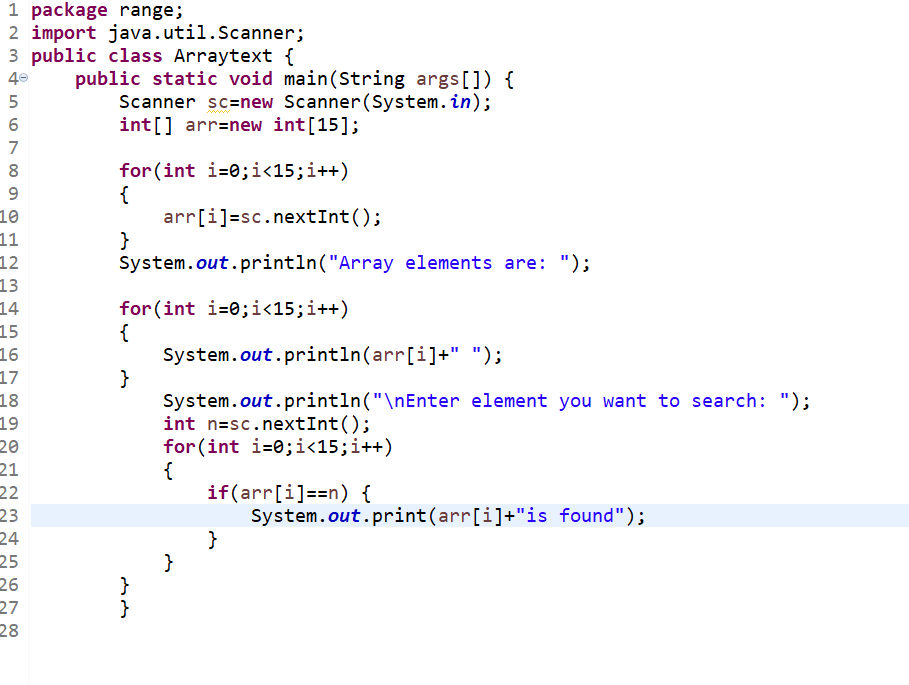 1 package range;
2 import java.util.Scanner;
3 public class Arraytext {
4 public static void main(String args[]) {
5 Scanner sc=new Scanner(System.in);
6 int[] arr=new int[15];
7
8 for(int i=0;i<15;i++)
9 {
10 arr[i]=sc.nextInt();
11 }
12 System.out.println("Array elements are: ");
13
14 for(int i=0;i<15;i++)
15 {
16 System.out.println(arr[i]+" ");
17 }
18 System.out.println("\nEnter element you want to search: ");
19 int n=sc.nextInt();
20 for(int i=0;i<15;i++)
21 {
22 if(arr[i]==n) {
23 System.out.print(arr[i]+"is found");
24 }
25 }
26 }
27 }
28